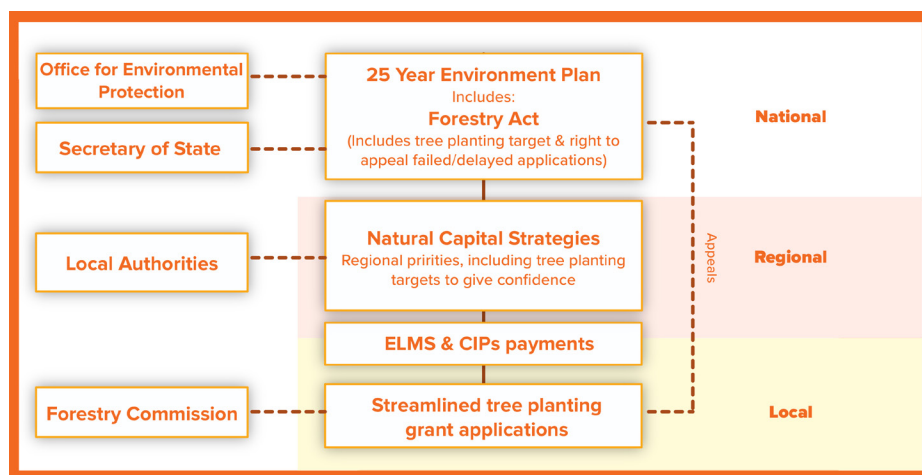 Office for Environmental
Protection
25 Year Environment Plan
Includes:
Forestry Act
(Includes tree planting target & right to
appeal failed/delayed applications)
National
Secretary of State
Natural Capital Strategies
Regional pririties, including tree planting
targets to give confidence
Local Authorities
Appeals
Regional
ELMS & CIPs payments
Forestry Commission
Streamlined tree planting
grant applications
Local